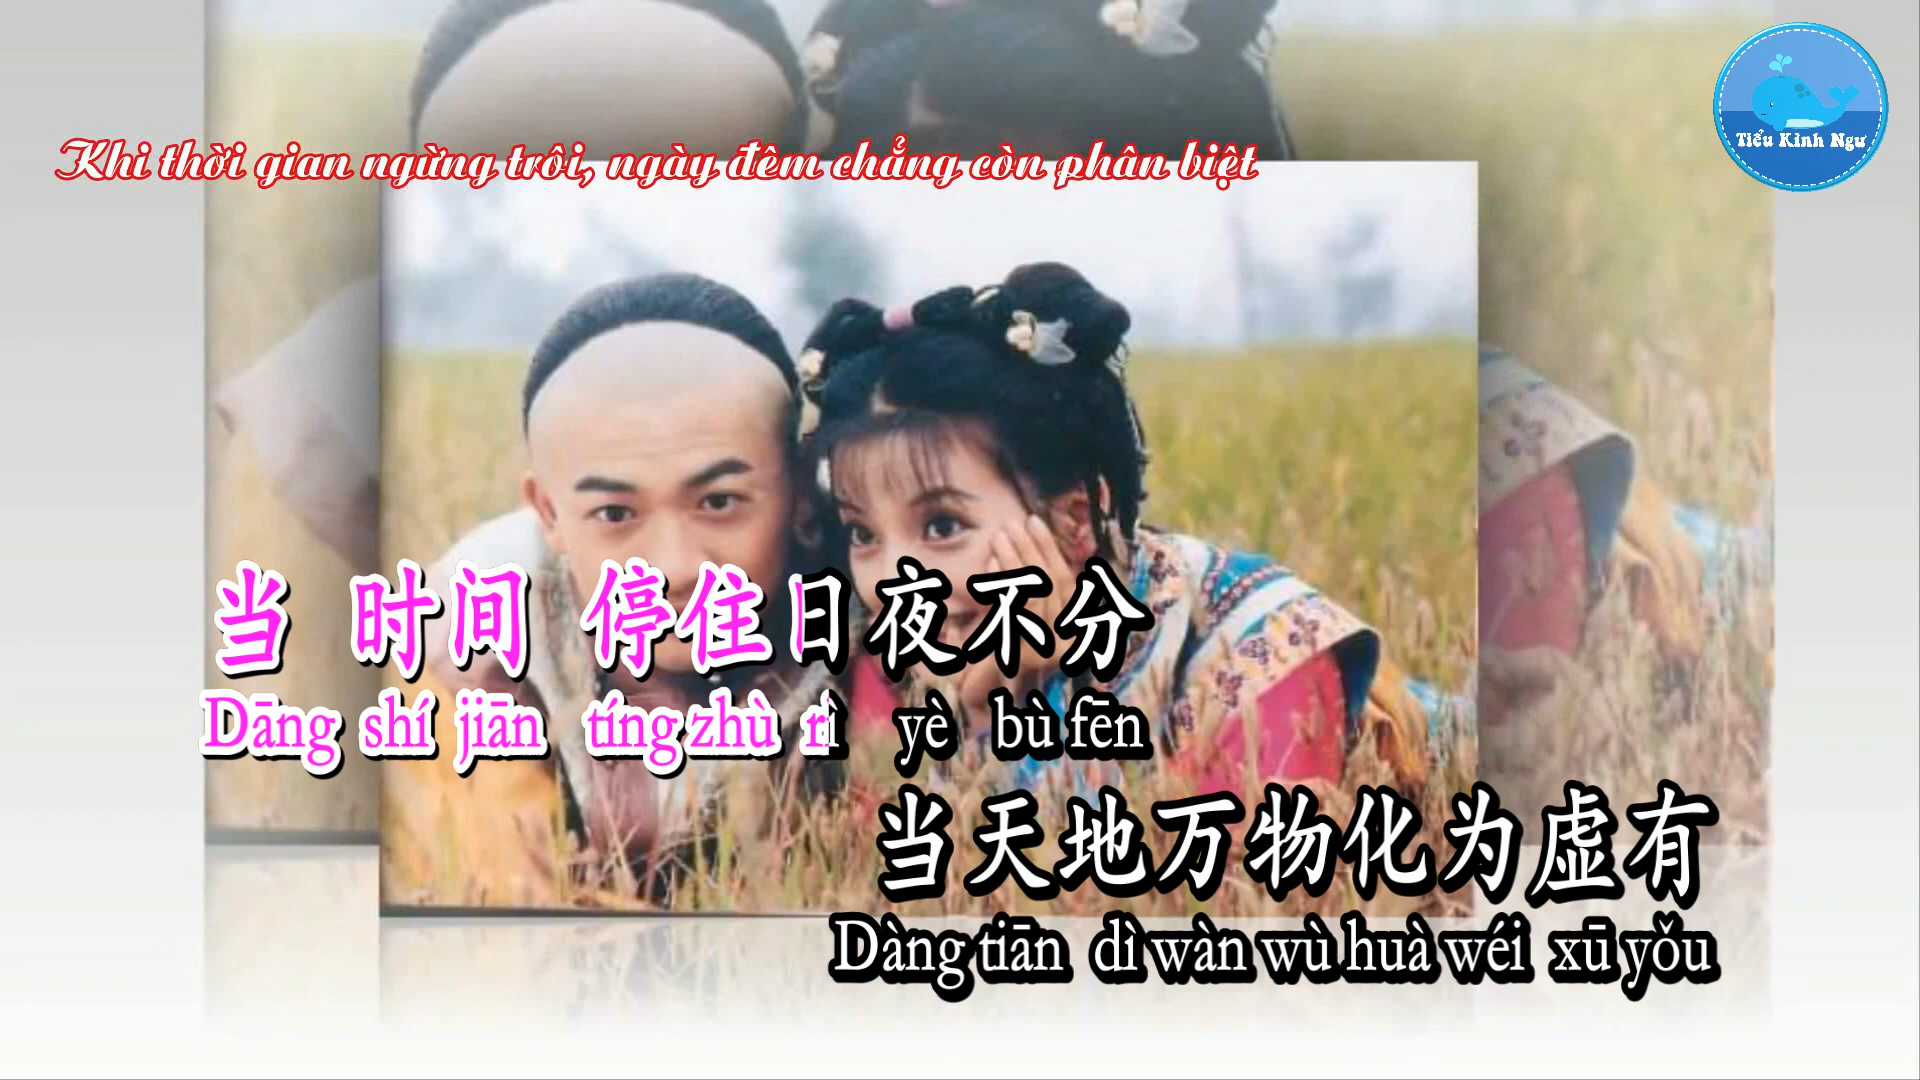 Tiểu Kình Ngư
Khi thời gian ngừng trôi, ngày đêm chẳng còn phân biệt
当 时间 停住日夜不分
Dāng shí jiān tíng zhù rì yè bù fēn
当天地万物化为虚有
Dàng tiān dì wàn wù huà wéi xū yǒu